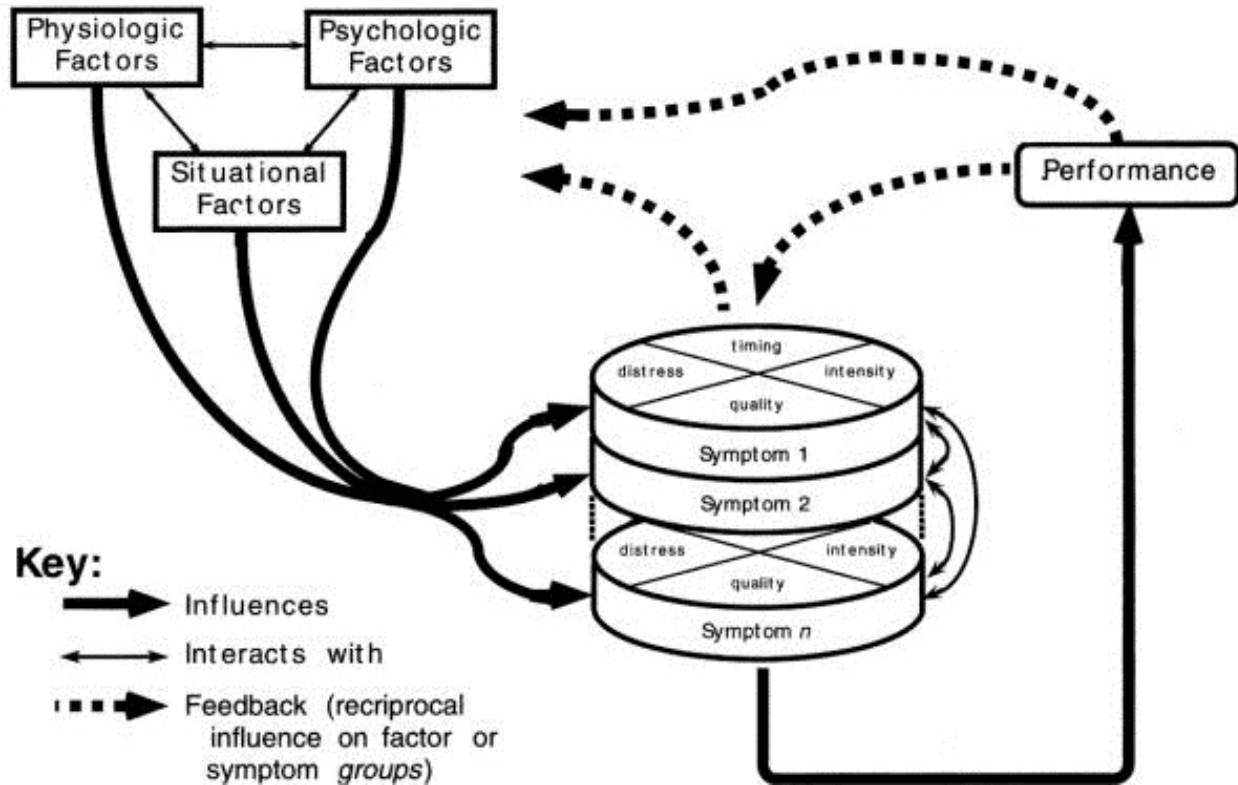 Physiologic
Factors
Psychologic
Factors
Situational
Factors
Performance
timing
distress
intensity
quality
Symptom 1
Symptom 2
distress
intensity
quality
Symptom n
Key:
Influences
Interacts with
Feedback (recriprocal
influence on factor or
symptom groups)